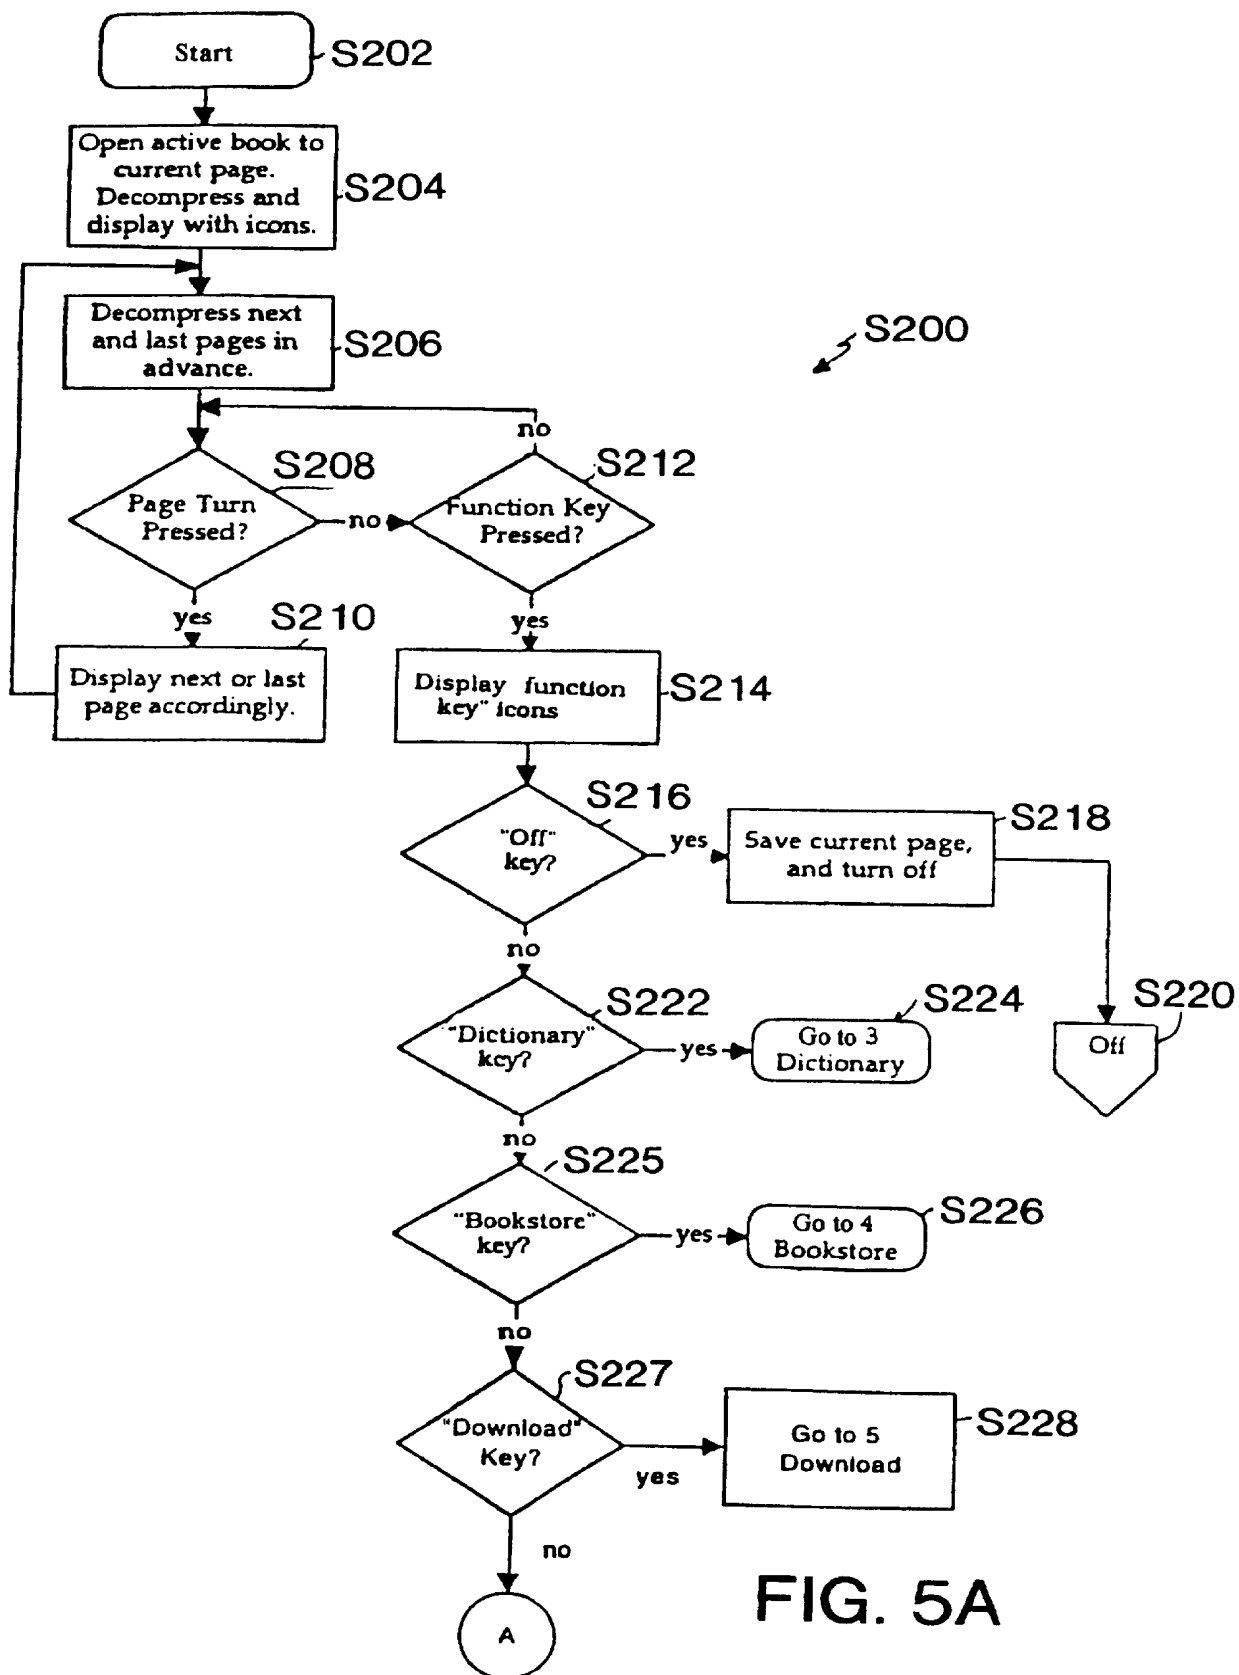 Start
S202
Open active book to
current page.
Decompress and
display with icons.
S204
Decompress next
and last pages in
advance.
S206
S200
no
S208
S212
Page Turn
Pressed?
no
Function Key
Pressed?
yes
S210
yes
Display next or last
page accordingly.
Display function
key" icons
S214
S216
"Off"
key?
yes
Save current page,
and turn off
S218
no
S222
"Dictionary"
key?
yes
S224
Go to 3
Dictionary
S220
Off
no
S225
"Bookstore"
key?
yes
Go to 4
Bookstore
S226
no
S227
"Download"
Key?
yes
Go to 5
Download
S228
no
A
FIG. 5A